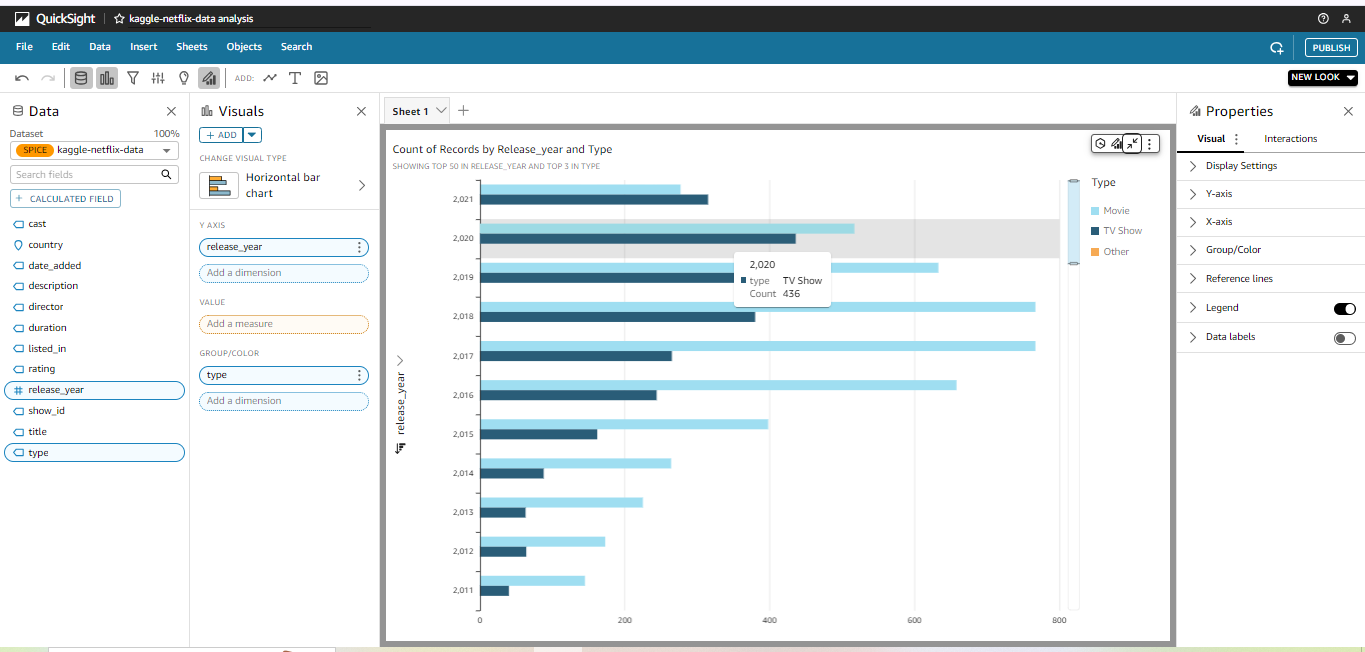 QuickSight kaggle-netflix-data analysis
File Edit Data Insert Sheets Objects Search PUBLISH
ADD: T NEW LOOK
Data
Dataset 100%
SPICE kaggle-netflix-data
Search fields
+ CALCULATED FIELD
cast
country
date_added
description
director
duration
listed_in
rating
# release_year
show_id
title
type
Visuals
+ ADD
CHANGE VISUAL TYPE
Horizontal bar
chart
Y AXIS
release_year
Add a dimension
VALUE
Add a measure
GROUP/COLOR
type
Add a dimension
Sheet 1
Count of Records by Release_year and Type
SHOWING TOP 50 IN RELEASE_YEAR AND TOP 3 IN TYPE
release_year
2,021
2,020
2,019
2,018
2,017
2,016
2,015
2,014
2,013
2,012
2,011
0 200 400 600 800
2,020
type TV Show
Count 436
Type
Movie
TV Show
Other
Properties
Visual Interactions
Display Settings
Y-axis
X-axis
Group/Color
Reference lines
Legend
Data labels